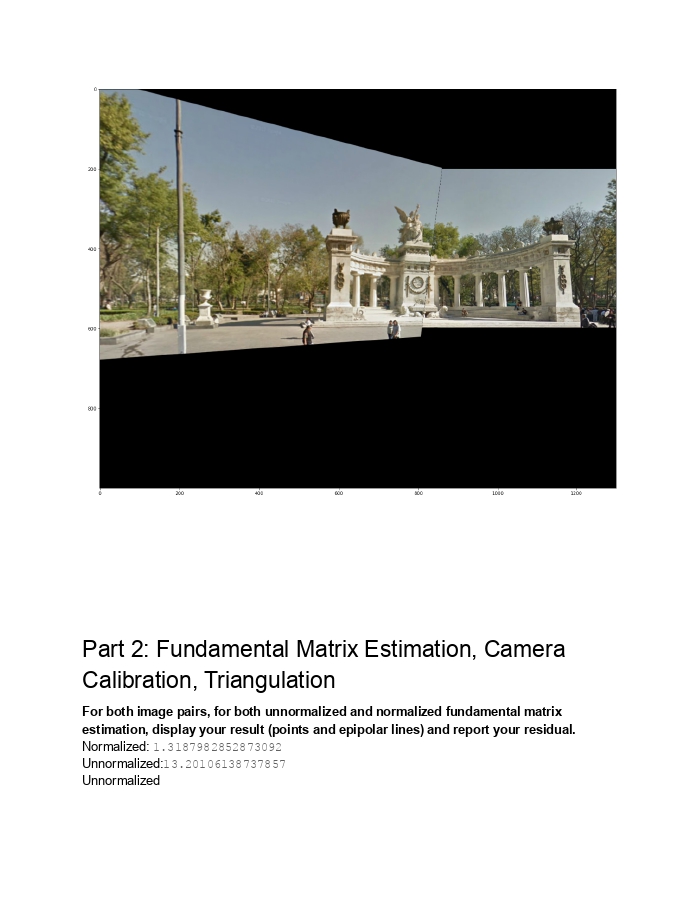 0
200
400
600
800
0 200 400 600 800 1000 1200
Part 2: Fundamental Matrix Estimation, Camera
Calibration, Triangulation
For both image pairs, for both unnormalized and normalized fundamental matrix
estimation, display your result (points and epipolar lines) and report your residual.
Normalized: 1.3187982852873092
Unnormalized:13.20106138737857
Unnormalized